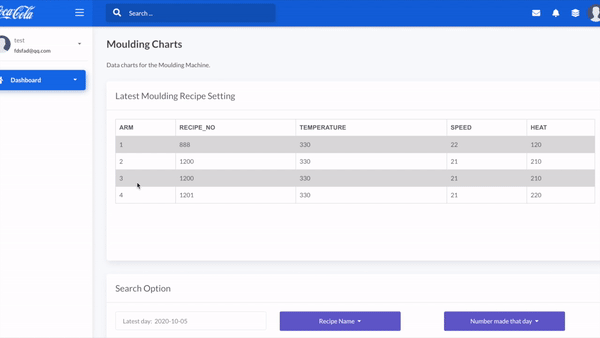 Coca-Cola
Search ...
test
fdsfad@qq.com
Dashboard
Moulding Charts
Data charts for the Moulding Machine.
Latest Moulding Recipe Setting
ARM RECIPE_NO TEMPERATURE SPEED HEAT
1 888 330 22 120
2 1200 330 21 210
3 1200 330 21 210
4 1201 330 21 220
Search Option
Latest day: 2020-10-05 Recipe Name Number made that day